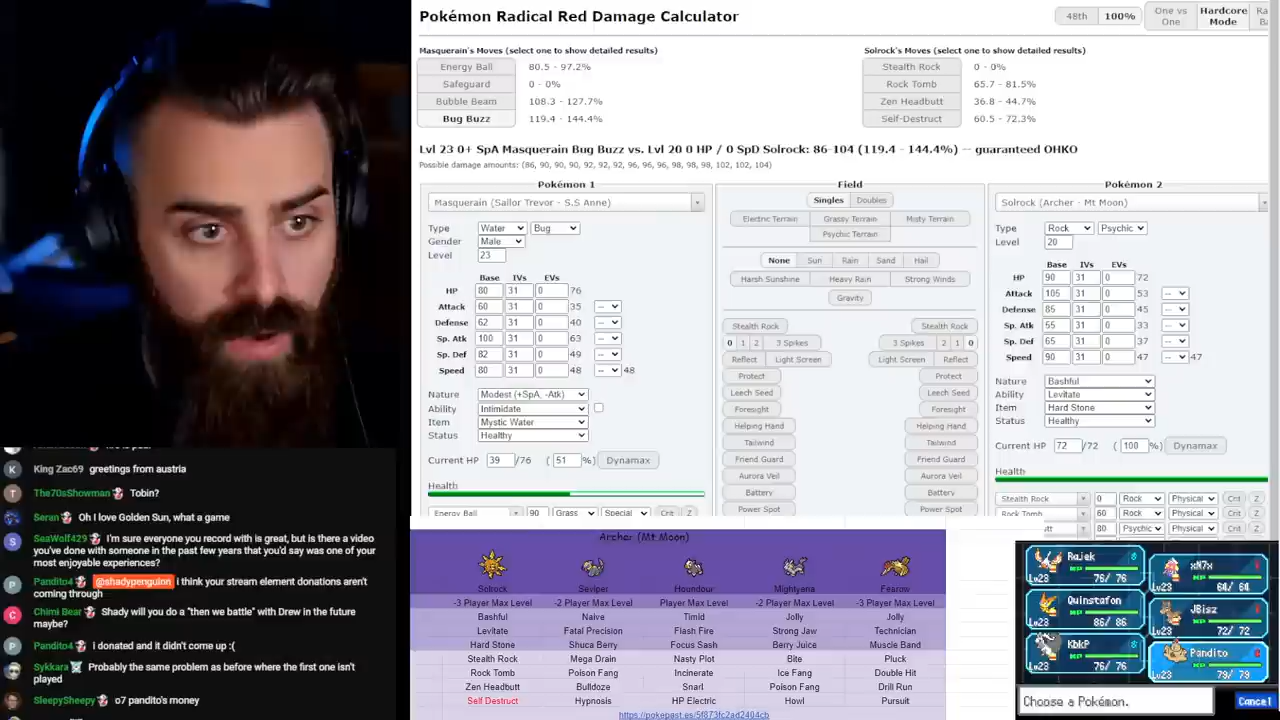 Pokémon Radical Red Damage Calculator
48th 100% One vs One Hardcore Mode
Masquerain's Moves (select one to show detailed results)
Energy Ball 80.5 - 97.2%
Safeguard 0 - 0%
Bubble Beam 108.3 - 127.7%
Bug Buzz 119.4 - 144.4%
Solrock's Moves (select one to show detailed results)
Stealth Rock 0 - 0%
Rock Tomb 65.7 - 81.5%
Zen Headbutt 36.8 - 44.7%
Self-Destruct 60.5 - 72.3%
Lvl 23 0+ SpA Masquerain Bug Buzz vs. Lvl 20 0 HP / 0 SpD Solrock: 86-104 (119.4 - 144.4%) -- guaranteed OHKO
Possible damage amounts: (86, 90, 90, 90, 92, 92, 92, 96, 96, 96, 98, 98, 98, 102, 102, 104)
Pokémon 1
Masquerain (Sailor Trevor - S.S Anne)
Type Water Bug
Gender Male
Level 23
Base IVs EVs
HP 80 31 0 76
Attack 60 31 0 35 --
Defense 62 31 0 40 --
Sp. Atk 100 31 0 63 --
Sp. Def 82 31 0 49 --
Speed 80 31 0 48 -- 48
Nature Modest (+SpA, -Atk)
Ability Intimidate
Item Mystic Water
Status Healthy
Current HP 39 /76 ( 51 %) Dynamax
Health
Energy Ball 90 Grass Special Crit Z
Field
Singles Doubles
Electric Terrain Grassy Terrain Misty Terrain
Psychic Terrain
None Sun Rain Sand Hail
Harsh Sunshine Heavy Rain Strong Winds
Gravity
Stealth Rock Stealth Rock
0 1 2 3 Spikes 3 Spikes 2 1 0
Reflect Light Screen Light Screen Reflect
Protect Protect
Leech Seed Leech Seed
Foresight Foresight
Helping Hand Helping Hand
Tailwind Tailwind
Friend Guard Friend Guard
Aurora Veil Aurora Veil
Battery Battery
Power Spot Power Spot
Pokémon 2
Solrock (Archer - Mt Moon)
Type Rock Psychic
Level 20
Base IVs EVs
HP 90 31 0 72
Attack 105 31 0 53 --
Defense 85 31 0 45 --
Sp. Atk 55 31 0 33 --
Sp. Def 65 31 0 37 --
Speed 90 31 0 47 -- 47
Nature Bashful
Ability Levitate
Item Hard Stone
Status Healthy
Current HP 72 /72 ( 100 %) Dynamax
Health
Stealth Rock 0 Rock Physical Crit Z
Rock Tomb 60 Rock Physical Crit Z
80 Psychic Physical Crit Z
King Zac69 greetings from austria
The70sShowman Tobin?
Seran Oh I love Golden Sun, what a game
SeaWolf429 I'm sure everyone you record with is great, but is there a
video you've done with someone in the past few years that you'd say was one of your
most enjoyable experiences?
Pandito4 @shadypenguinn i think your stream element donations aren't
coming through
Chimi Bear Shady will you do a "then we battle" with Drew in the future
maybe?
Pandito4 i donated and it didn't come up :(
Sykkara Probably the same problem as before where the first one isn't
played
SleepySheepy o7 pandito's money
Archer (Mt Moon)
Solrock Seviper Houndour Mightyena Fearow
-3 Player Max Level -2 Player Max Level Player Max Level -2 Player Max Level -3 Player Max Level
Bashful Naive Timid Jolly Jolly
Levitate Fatal Precision Flash Fire Strong Jaw Technician
Hard Stone Shuca Berry Focus Sash Berry Juice Muscle Band
Stealth Rock Mega Drain Nasty Plot Bite Pluck
Rock Tomb Poison Fang Incinerate Ice Fang Double Hit
Zen Headbutt Bulldoze Snarl Poison Fang Drill Run
Self Destruct Hypnosis HP Electric Howl Pursuit
https://pokepast.es/5f873fc2ad2404cb
Rajek
Lv23 76/ 76
xN7x
Lv23 64/ 64
Quinstafon
Lv23 86/ 86
JBisz
Lv23 72/ 72
KbkP
Lv23 76/ 76
Pandito
Lv23 79/ 79
Choose a Pokémon.
Cancel